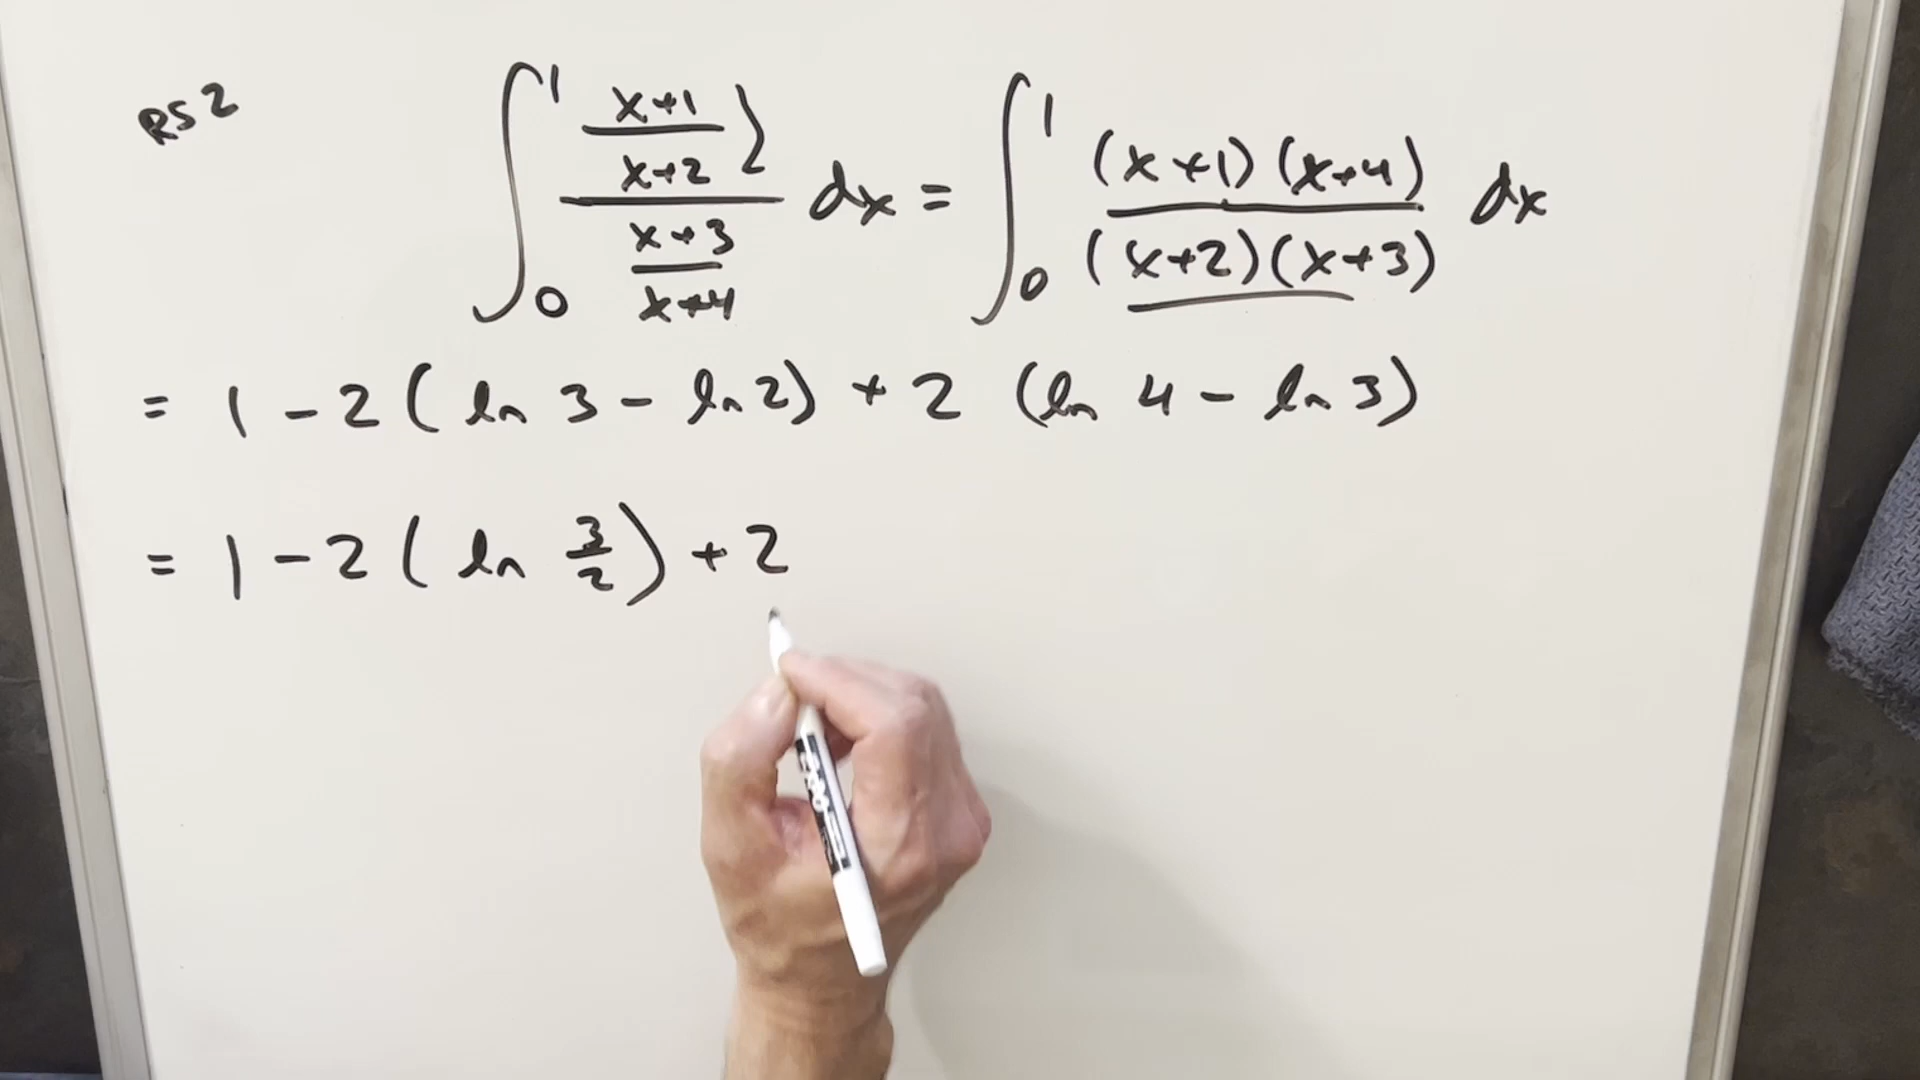 RS2
∫₀¹ ((x+1)/(x+2))/((x+3)/(x+4)) dx = ∫₀¹ ((x+1)(x+4))/((x+2)(x+3)) dx
= 1 - 2 ( ln 3 - ln 2) + 2 (ln 4 - ln 3)
= 1 - 2 ( ln 3/2) + 2
EXPO